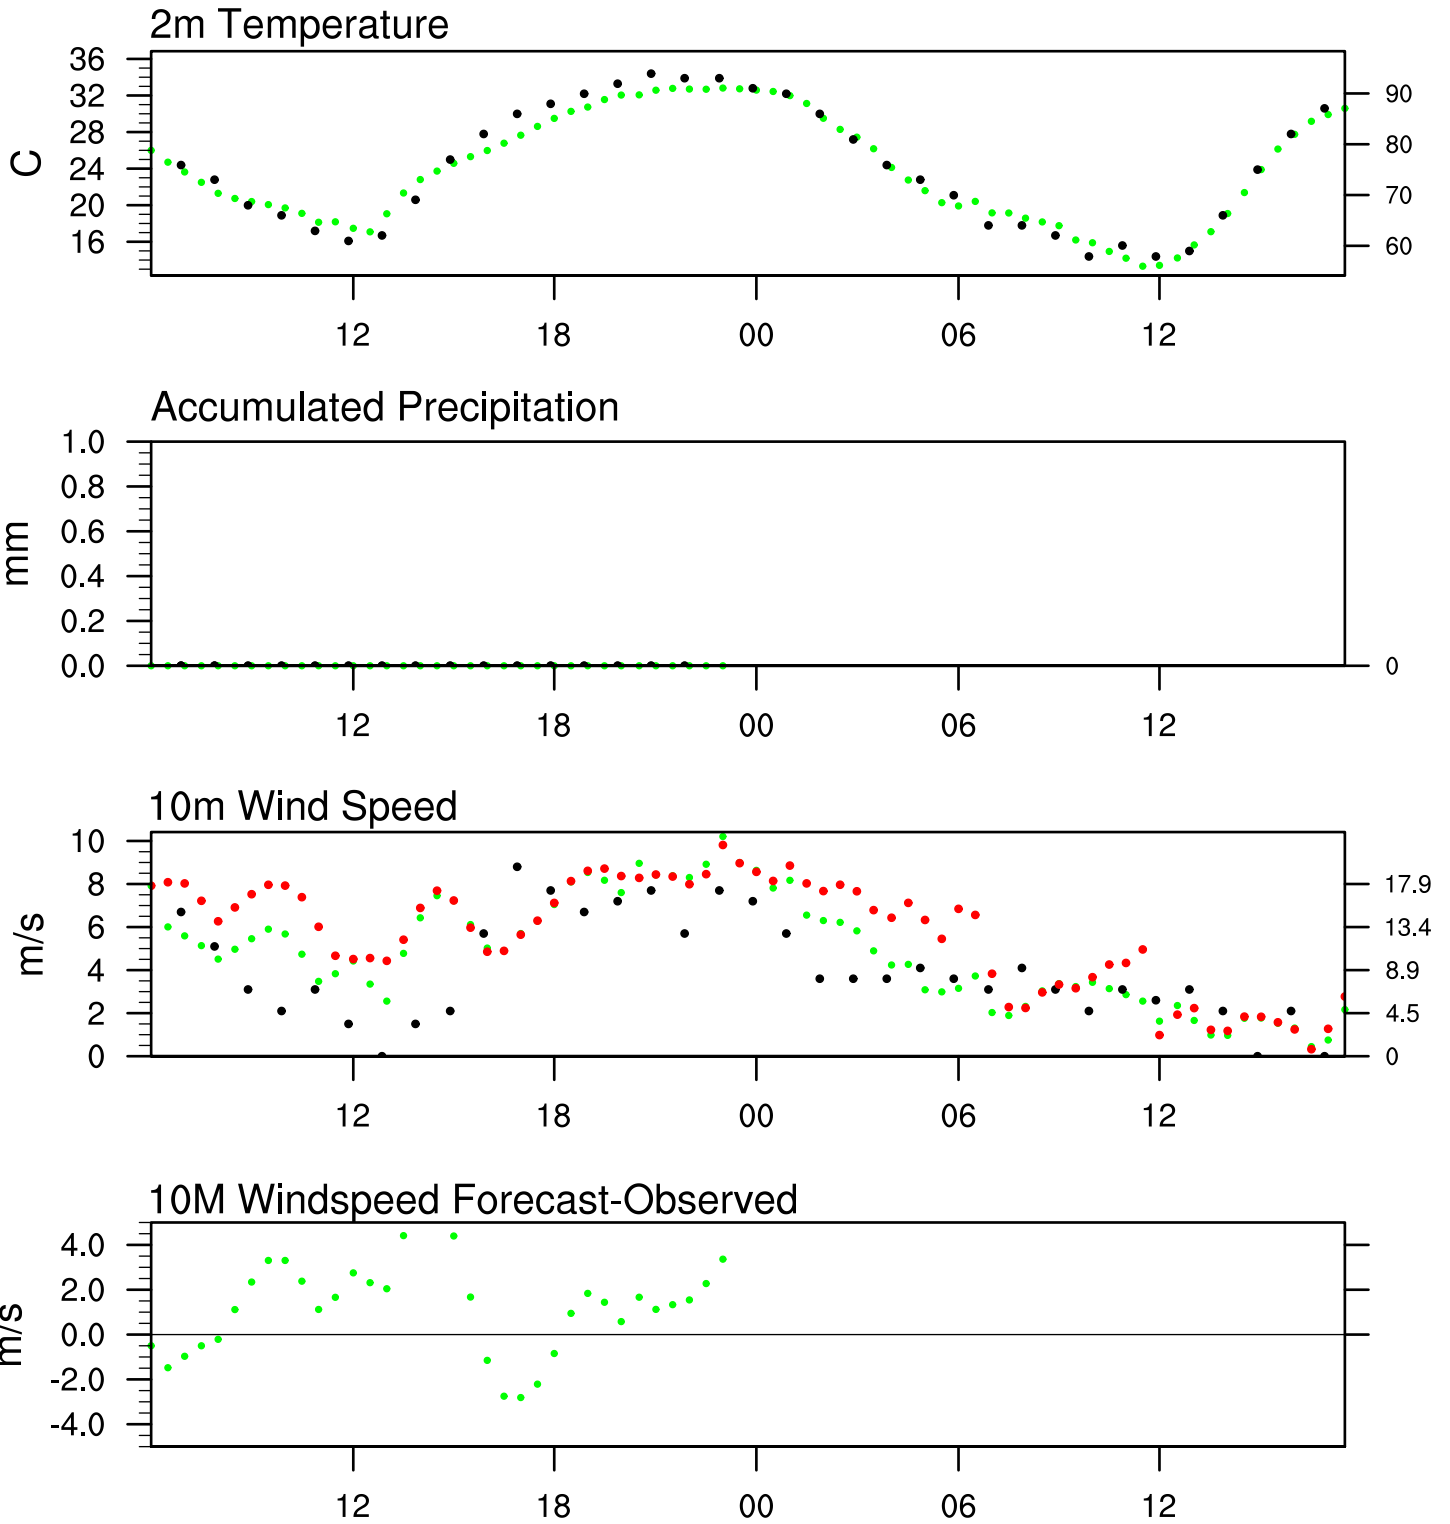 2m Temperature
36
32
28
24
20
16
C
90
80
70
60
12 18 00 06 12
Accumulated Precipitation
1.0
0.8
0.6
0.4
0.2
0.0
mm
0
12 18 00 06 12
10m Wind Speed
10
8
6
4
2
0
m/s
17.9
13.4
8.9
4.5
0
12 18 00 06 12
10M Windspeed Forecast-Observed
4.0
2.0
0.0
-2.0
-4.0
m/s
12 18 00 06 12